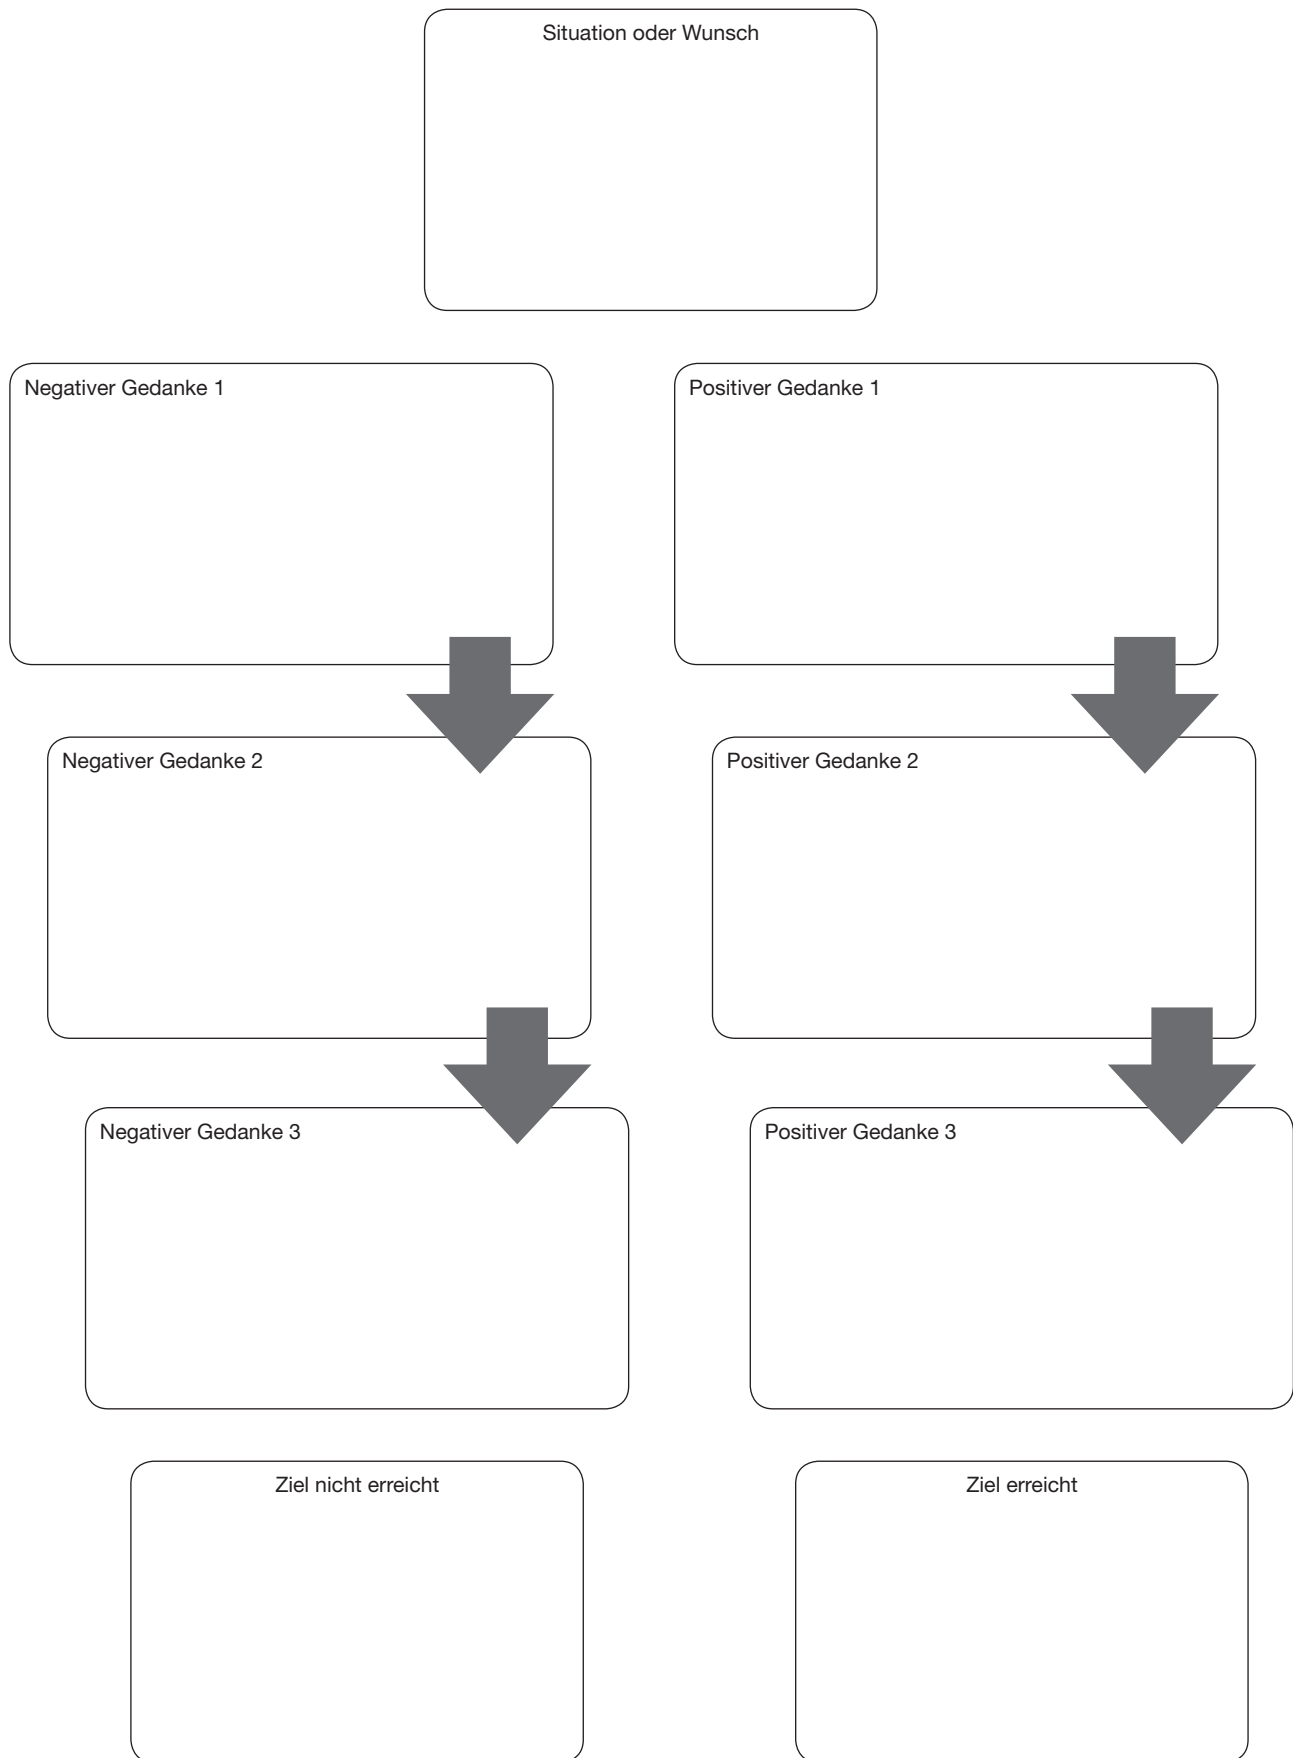 Situation oder Wunsch
Negativer Gedanke 1
Positiver Gedanke 1
Negativer Gedanke 2
Positiver Gedanke 2
Negativer Gedanke 3
Positiver Gedanke 3
Ziel nicht erreicht
Ziel erreicht